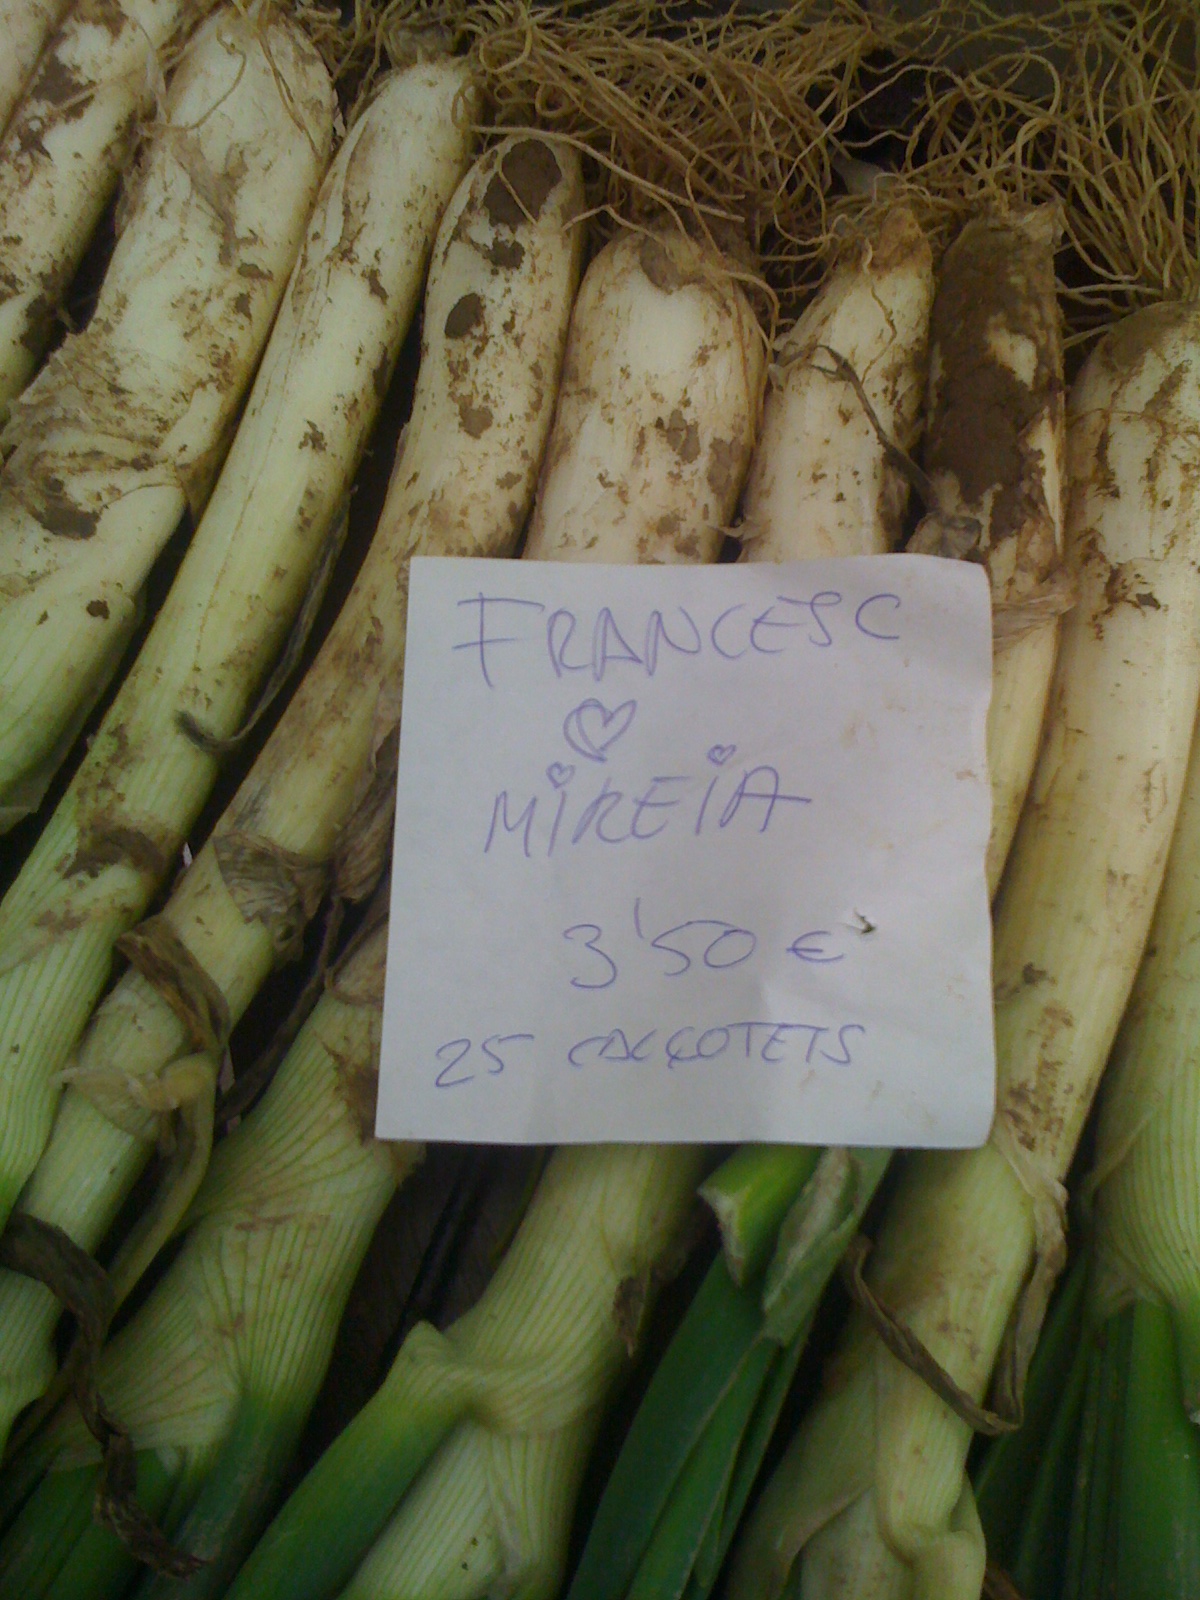 FRANCESC
♡
MiREiA
3'50 €
25 CALÇOTETS